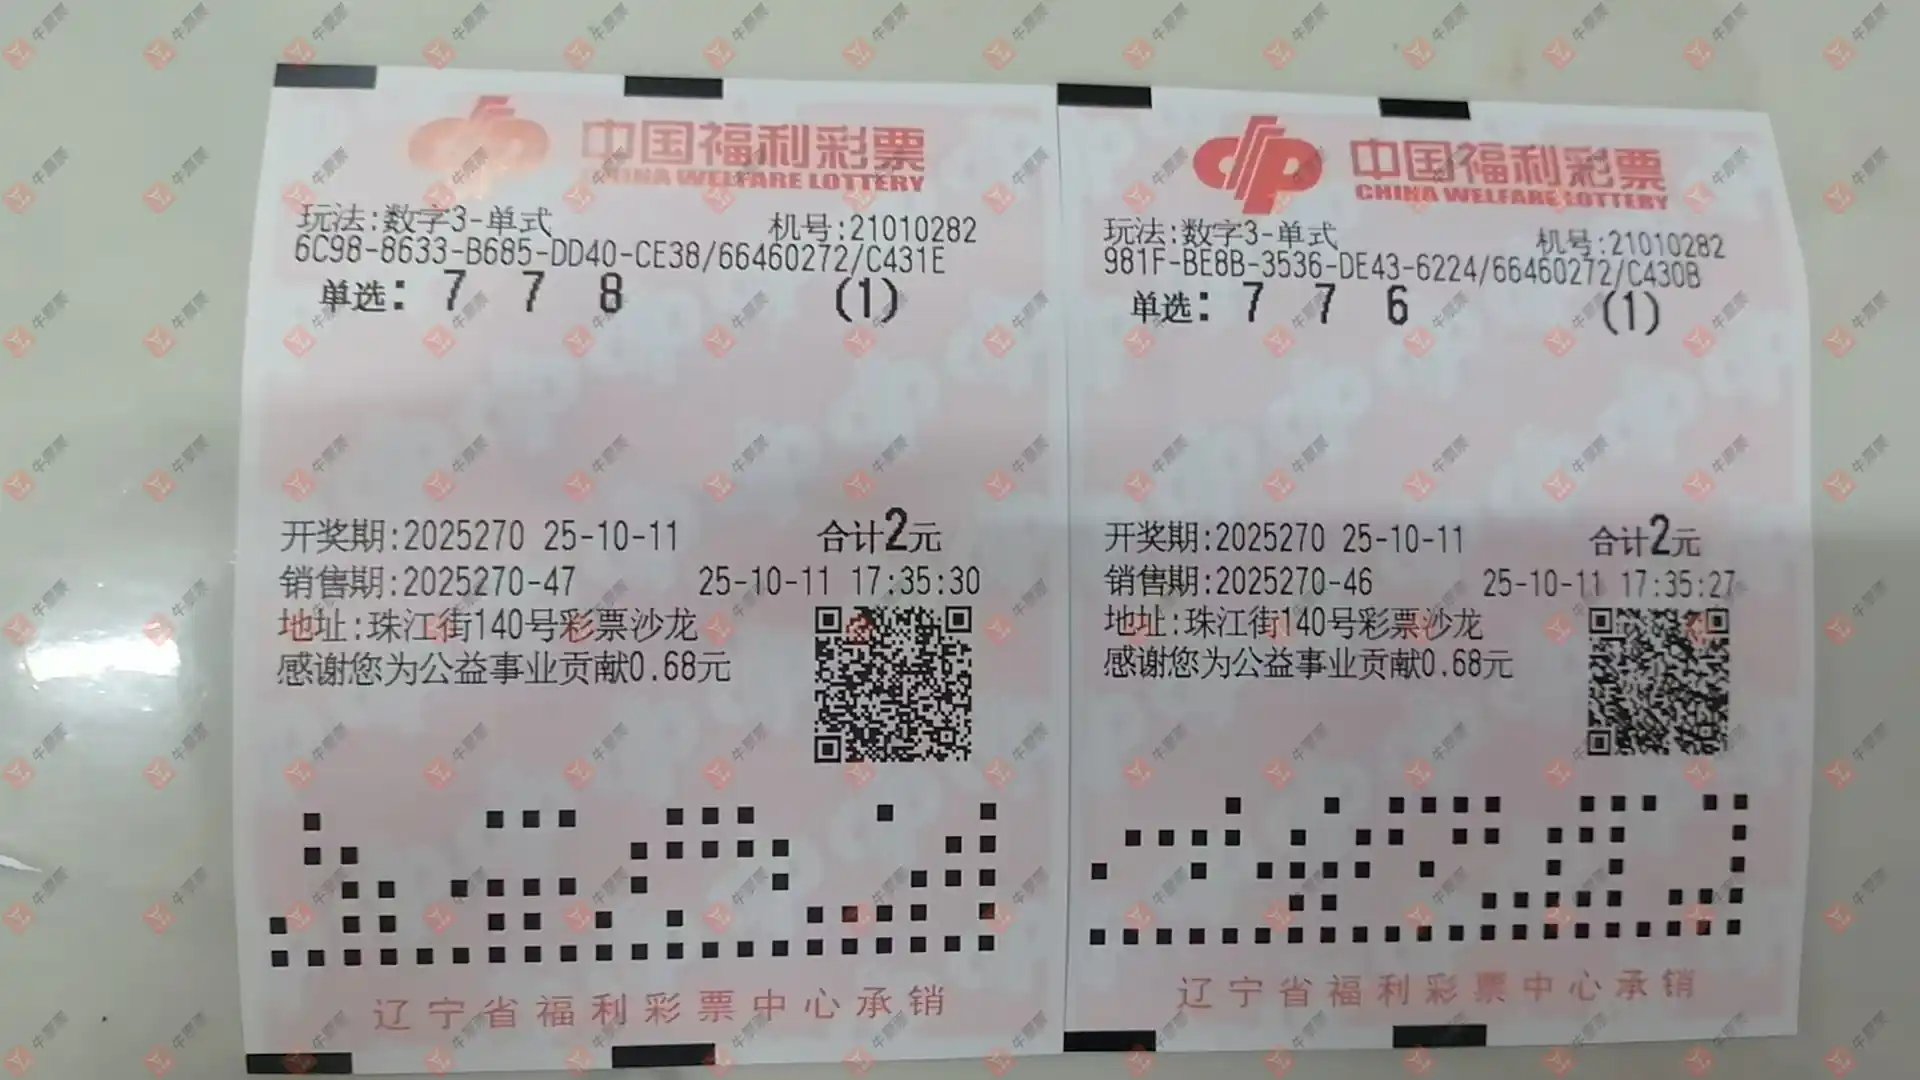 中国福利彩票
CHINA WELFARE LOTTERY
玩法:数字3-单式 机号:21010282
6C98-8633-B685-DD40-CE38/66460272/C431E
单选: 7 7 8 (1)
开奖期:2025270 25-10-11 合计2元
销售期:2025270-47 25-10-11 17:35:30
地址:珠江街140号彩票沙龙
感谢您为公益事业贡献0.68元
辽宁省福利彩票中心承销
中国福利彩票
CHINA WELFARE LOTTERY
玩法:数字3-单式 机号:21010282
981F-BE8B-3536-DE43-6224/66460272/C430B
单选: 7 7 6 (1)
开奖期:2025270 25-10-11 合计2元
销售期:2025270-46 25-10-11 17:35:27
地址:珠江街140号彩票沙龙
感谢您为公益事业贡献0.68元
辽宁省福利彩票中心承销